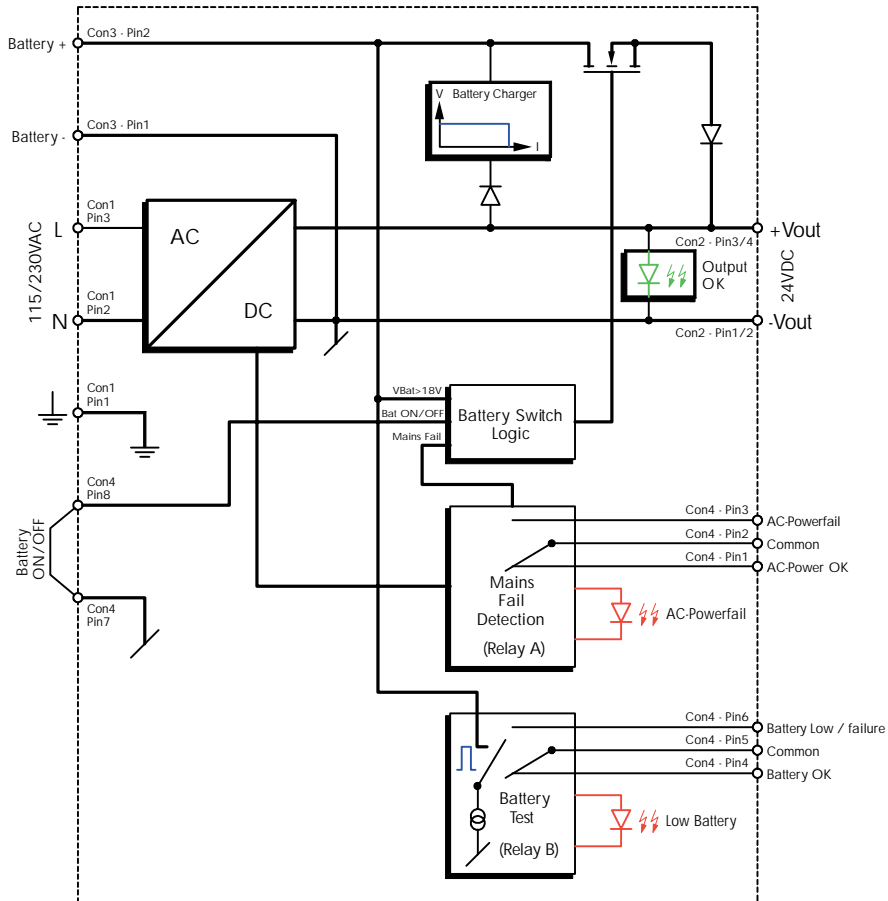 Battery +
Con3 - Pin2
V
Battery Charger
I
Battery -
Con3 - Pin1
115/230VAC
L
Con1
Pin3
AC
DC
N
Con1
Pin2
+Vout
Con2 - Pin3/4
24VDC
Output
OK
-Vout
Con2 - Pin1/2
Con1
Pin1
VBat>18V
Bat ON/OFF
Mains Fail
Battery Switch
Logic
Con4
Pin8
Battery
ON/OFF
Con4
Pin7
Mains
Fail
Detection
(Relay A)
Con4 - Pin3
AC-Powerfail
Con4 - Pin2
Common
Con4 - Pin1
AC-Power OK
AC-Powerfail
Battery
Test
(Relay B)
Con4 - Pin6
Battery Low / failure
Con4 - Pin5
Common
Con4 - Pin4
Battery OK
Low Battery